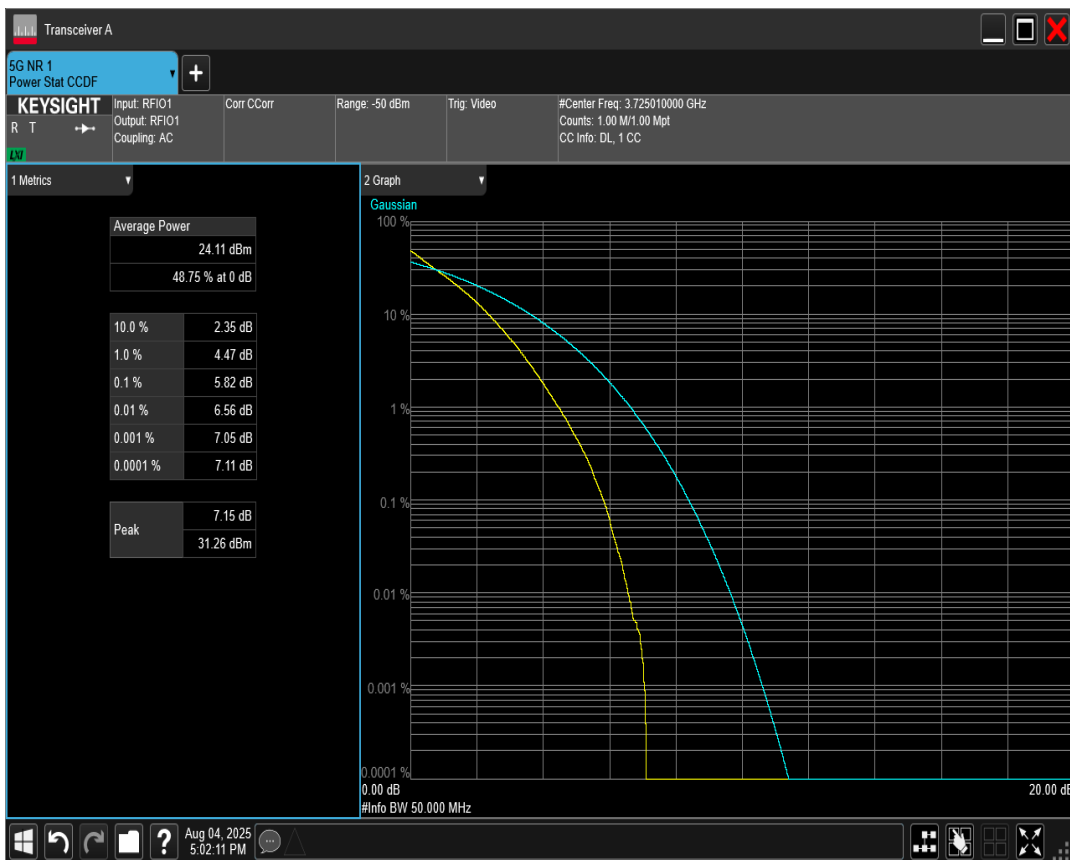 Transceiver A
5G NR 1
Power Stat CCDF
+
KEYSIGHT
R T
LXI
Input: RFIO1
Output: RFIO1
Coupling: AC
Corr CCorr
Range: -50 dBm
Trig: Video
#Center Freq: 3.725010000 GHz
Counts: 1.00 M/1.00 Mpt
CC Info: DL, 1 CC
1 Metrics
Average Power
24.11 dBm
48.75 % at 0 dB
10.0 % 2.35 dB
1.0 % 4.47 dB
0.1 % 5.82 dB
0.01 % 6.56 dB
0.001 % 7.05 dB
0.0001 % 7.11 dB
Peak
7.15 dB
31.26 dBm
2 Graph
Gaussian
100 %
10 %
1 %
0.1 %
0.01 %
0.001 %
0.0001 %
0.00 dB 20.00 dB
#Info BW 50.000 MHz
?
Aug 04, 2025
5:02:11 PM